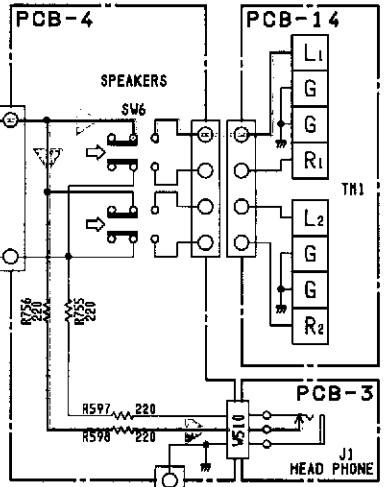 PCB-4
PCB-14
SPEAKERS
SW6
L1
G
G
R1
TM1
L2
G
G
R2
R756
220
R755
220
R597 220
R598 220
W510
PCB-3
J1
HEAD PHONE